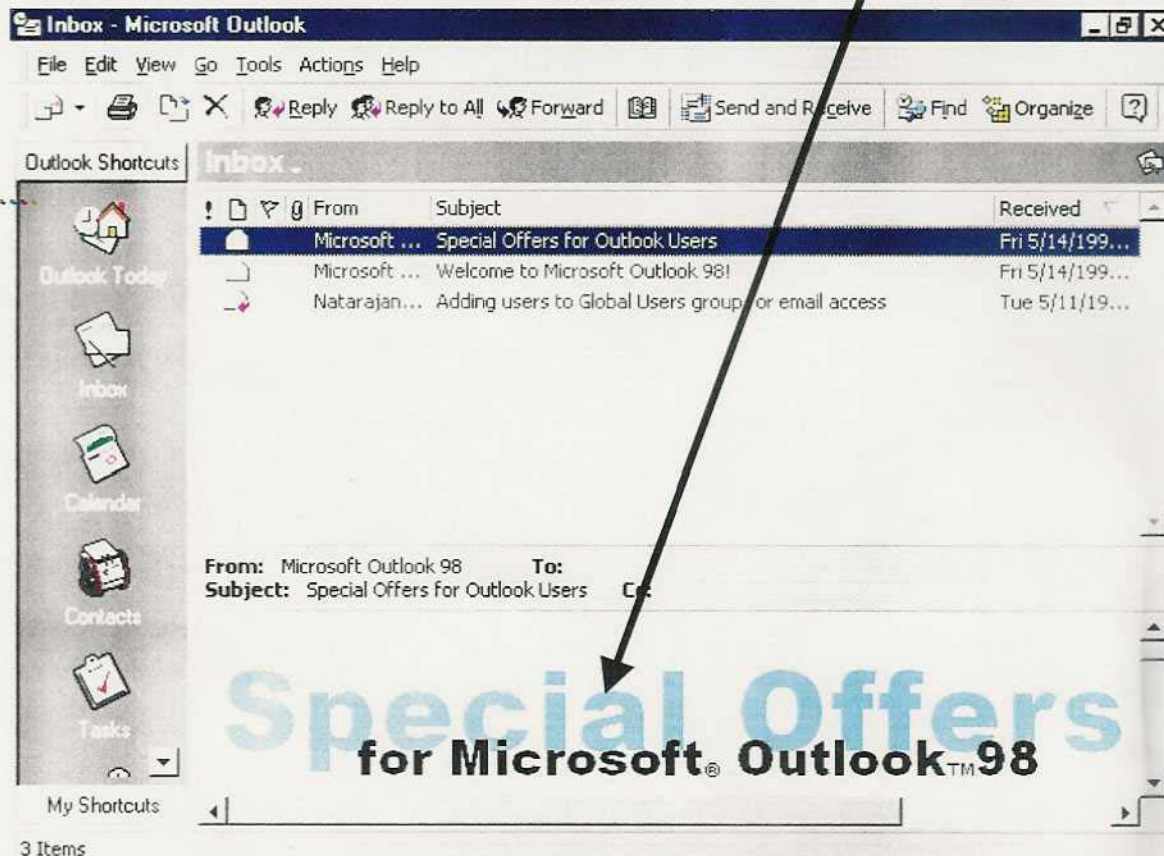 Inbox - Microsoft Outlook
File Edit View Go Tools Actions Help
Reply Reply to All Forward Send and Receive Find Organize
Outlook Shortcuts
Inbox
! From Subject Received
Microsoft ... Special Offers for Outlook Users Fri 5/14/199...
Microsoft ... Welcome to Microsoft Outlook 98! Fri 5/14/199...
Natarajan... Adding users to Global Users group for email access Tue 5/11/19...
Outlook Today
Inbox
Calendar
Contacts
Tasks
My Shortcuts
From: Microsoft Outlook 98 To:
Subject: Special Offers for Outlook Users Cc:
Special Offers
for Microsoft® Outlook™98
3 Items